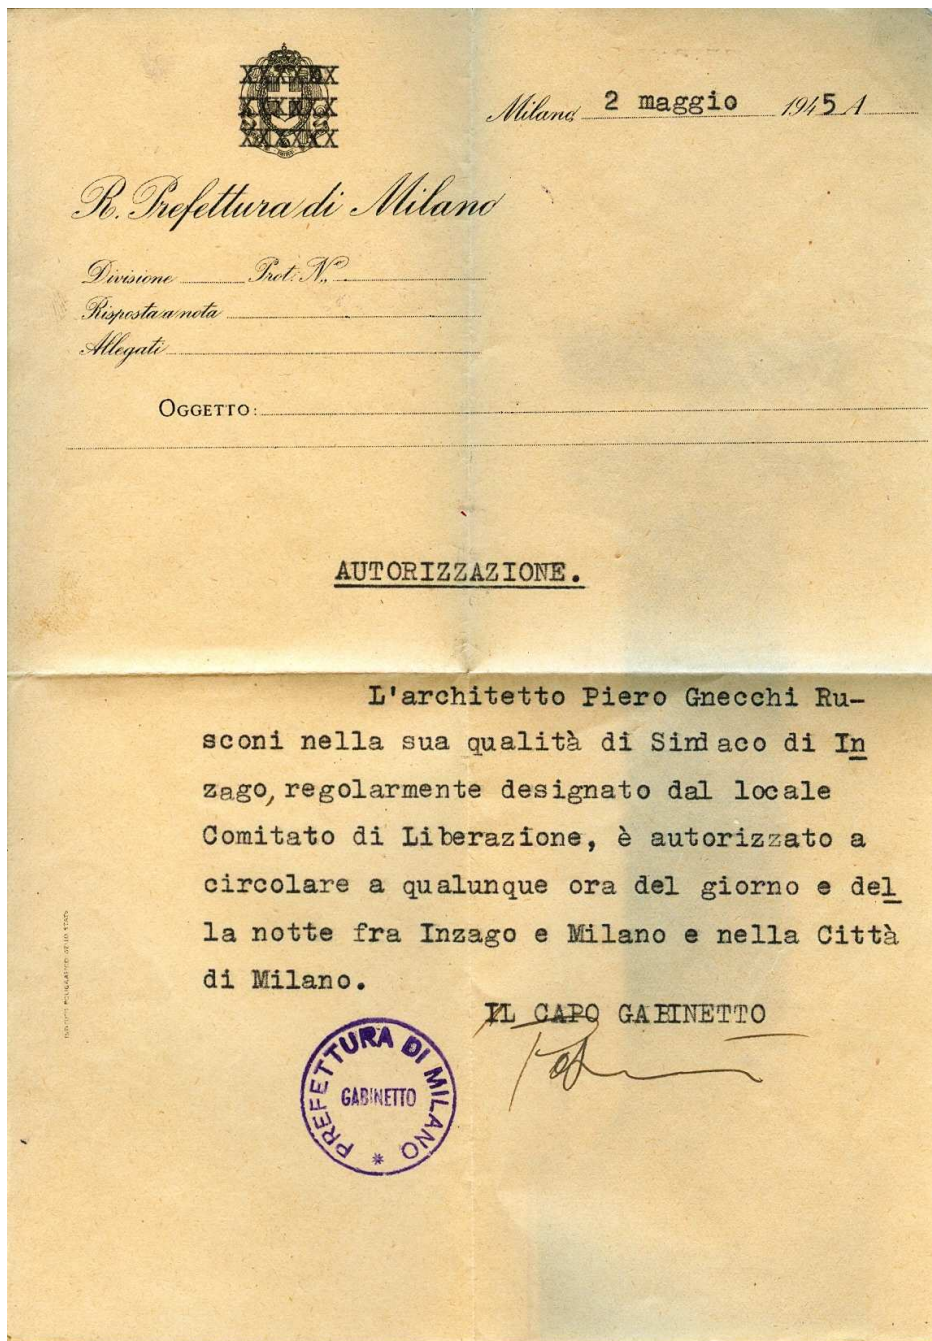 XXXXXX
XXXXXX
XXXXXX
Milano, 2 maggio 1945 A
R. Prefettura di Milano
Divisione Prot. N.º
Risposta a nota
Allegati
OGGETTO:
AUTORIZZAZIONE.
L'architetto Piero Gnecchi Ru-
sconi nella sua qualità di Sindaco di In
zago, regolarmente designato dal locale
Comitato di Liberazione, è autorizzato a
circolare a qualunque ora del giorno e del
la notte fra Inzago e Milano e nella Città
di Milano.
IL CAPO GABINETTO
PREFETTURA DI MILANO
GABINETTO